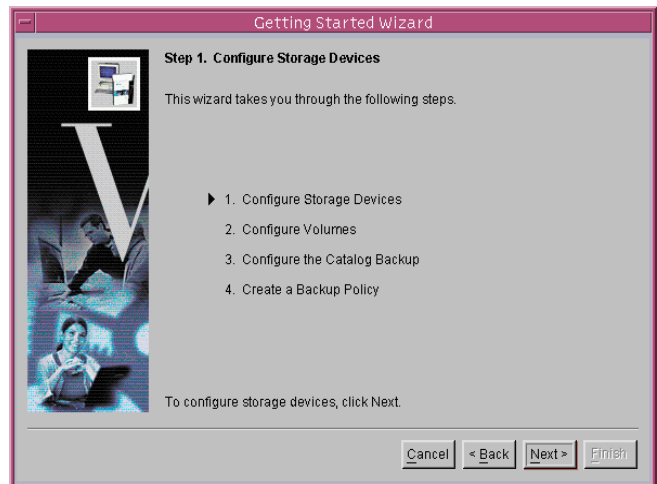 Getting Started Wizard
Step 1. Configure Storage Devices
This wizard takes you through the following steps.
1. Configure Storage Devices
2. Configure Volumes
3. Configure the Catalog Backup
4. Create a Backup Policy
To configure storage devices, click Next.
Cancel
< Back
Next >
Finish
V